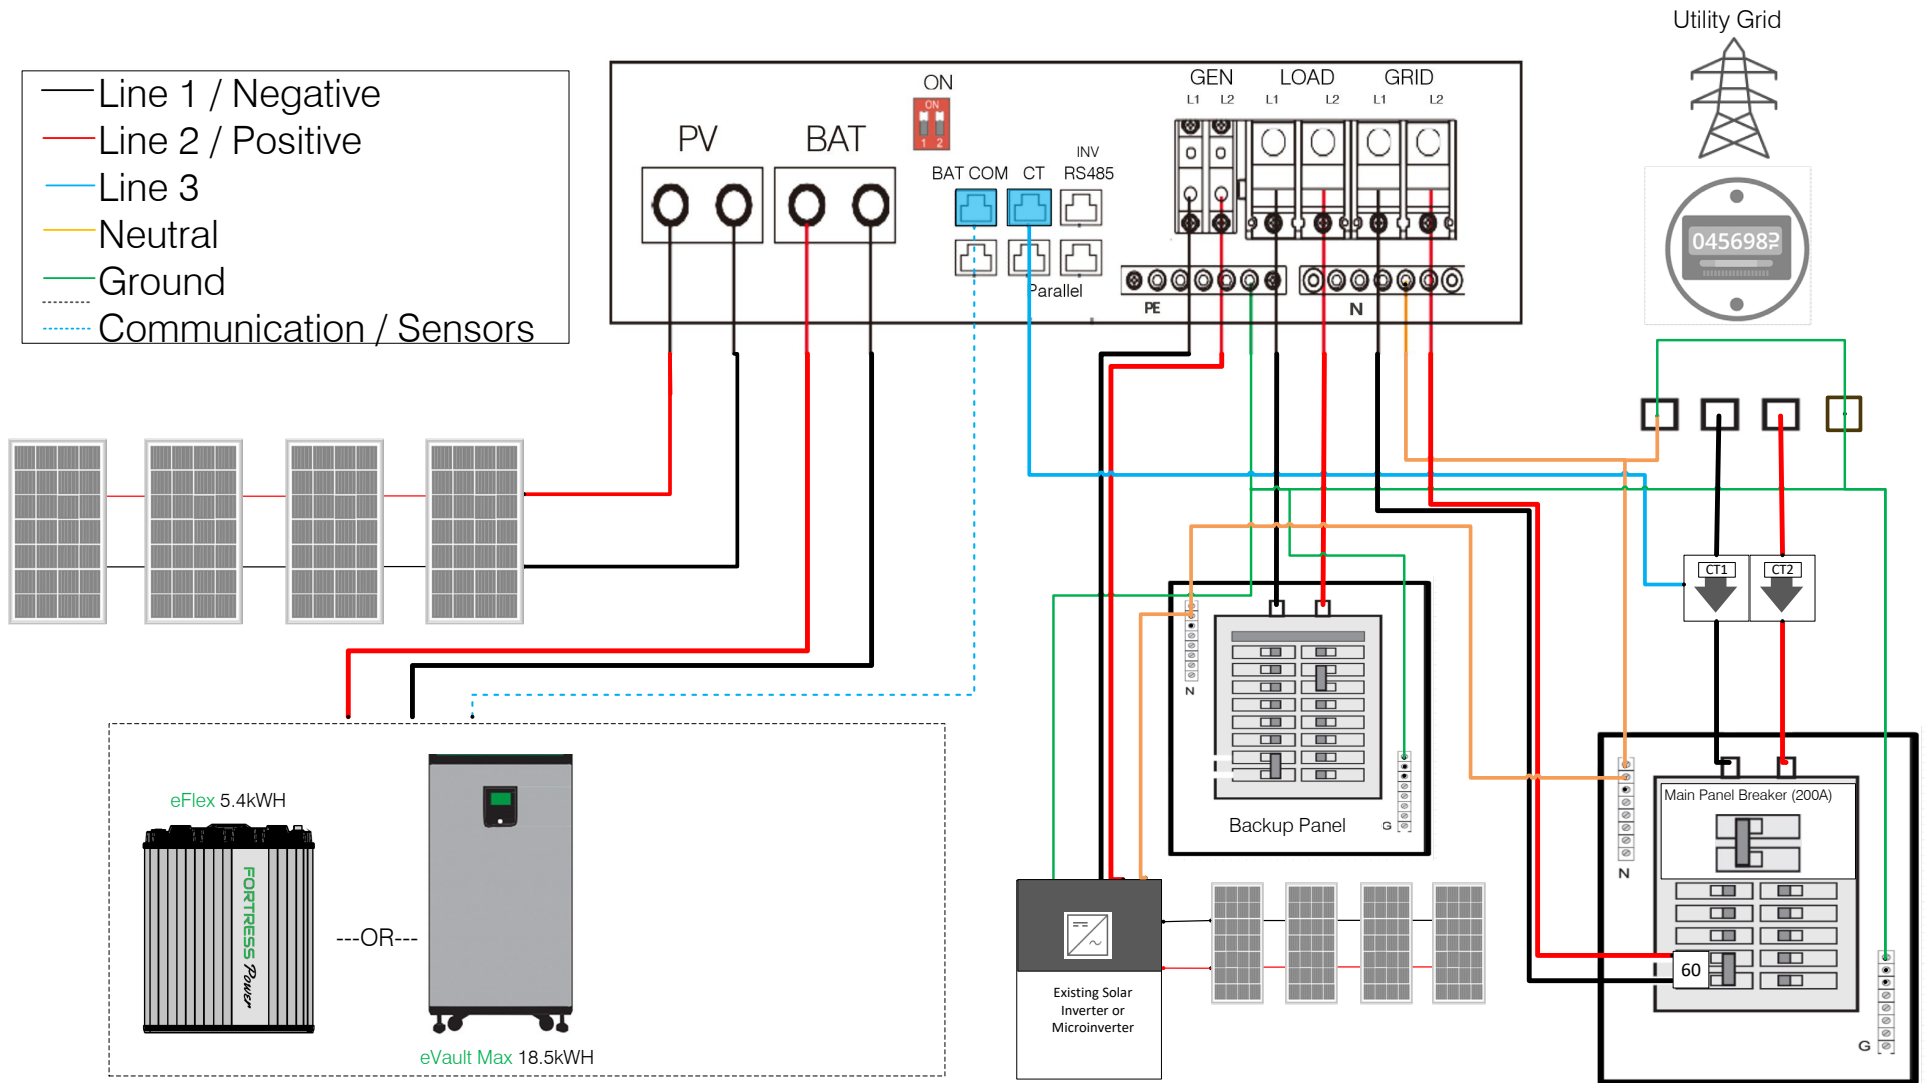 Utility Grid
Line 1 / Negative
Line 2 / Positive
Line 3
Neutral
Ground
Communication / Sensors
PV
BAT
ON
ON
1 2
BAT COM
CT
INV
RS485
Parallel
GEN
LOAD
GRID
L1
L2
L1
L2
L1
L2
PE
N
CT1
CT2
N
Backup Panel
G
Main Panel Breaker (200A)
N
60
G
eFlex 5.4kWH
FORTRESS Power
---OR---
eVault Max 18.5kWH
Existing Solar
Inverter or
Microinverter